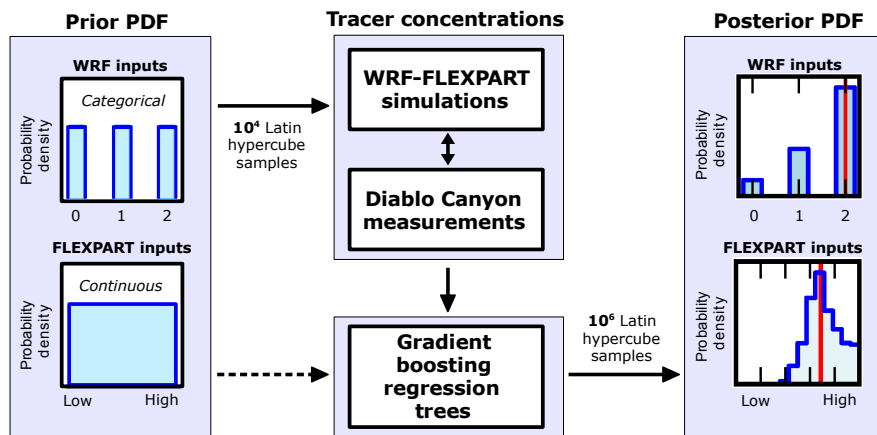 Prior PDF
WRF inputs
Categorical
Probability
density
0 1 2
FLEXPART inputs
Continuous
Probability
density
Low High
10⁴ Latin
hypercube
samples
Tracer concentrations
WRF-FLEXPART
simulations
Diablo Canyon
measurements
Gradient
boosting
regression
trees
10⁶ Latin
hypercube
samples
Posterior PDF
WRF inputs
Probability
density
0 1 2
FLEXPART inputs
Probability
density
Low High